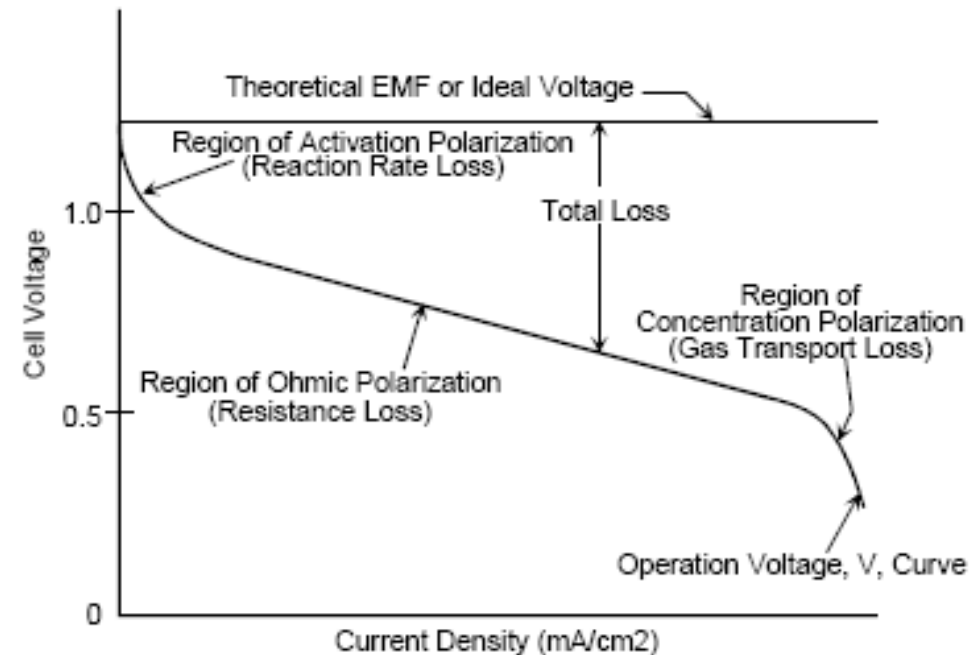 Theoretical EMF or Ideal Voltage
Region of Activation Polarization
(Reaction Rate Loss)
1.0
Total Loss
Cell Voltage
Region of
Concentration Polarization
(Gas Transport Loss)
Region of Ohmic Polarization
(Resistance Loss)
0.5
Operation Voltage, V, Curve
0
Current Density (mA/cm2)